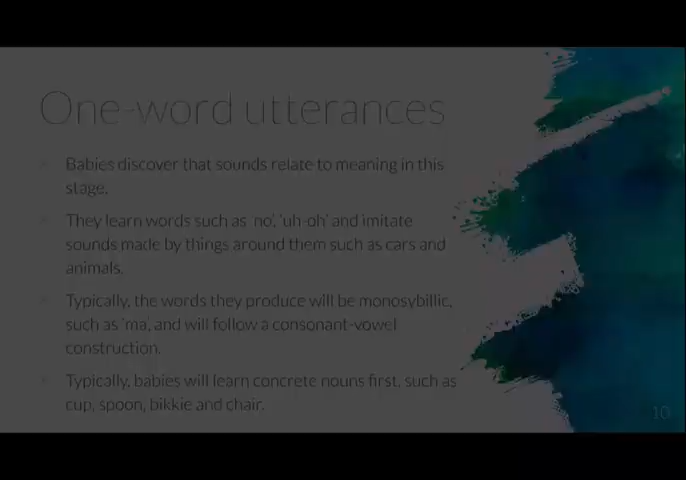 One-word utterances
Babies discover that sounds relate to meaning in this
stage.
They learn words such as 'no', 'uh-oh' and imitate
sounds made by things around them such as cars and
animals.
Typically, the words they produce will be monosybillic,
such as 'ma', and will follow a consonant-vowel
construction.
Typically, babies will learn concrete nouns first, such as
cup, spoon, bikkie and chair.
10